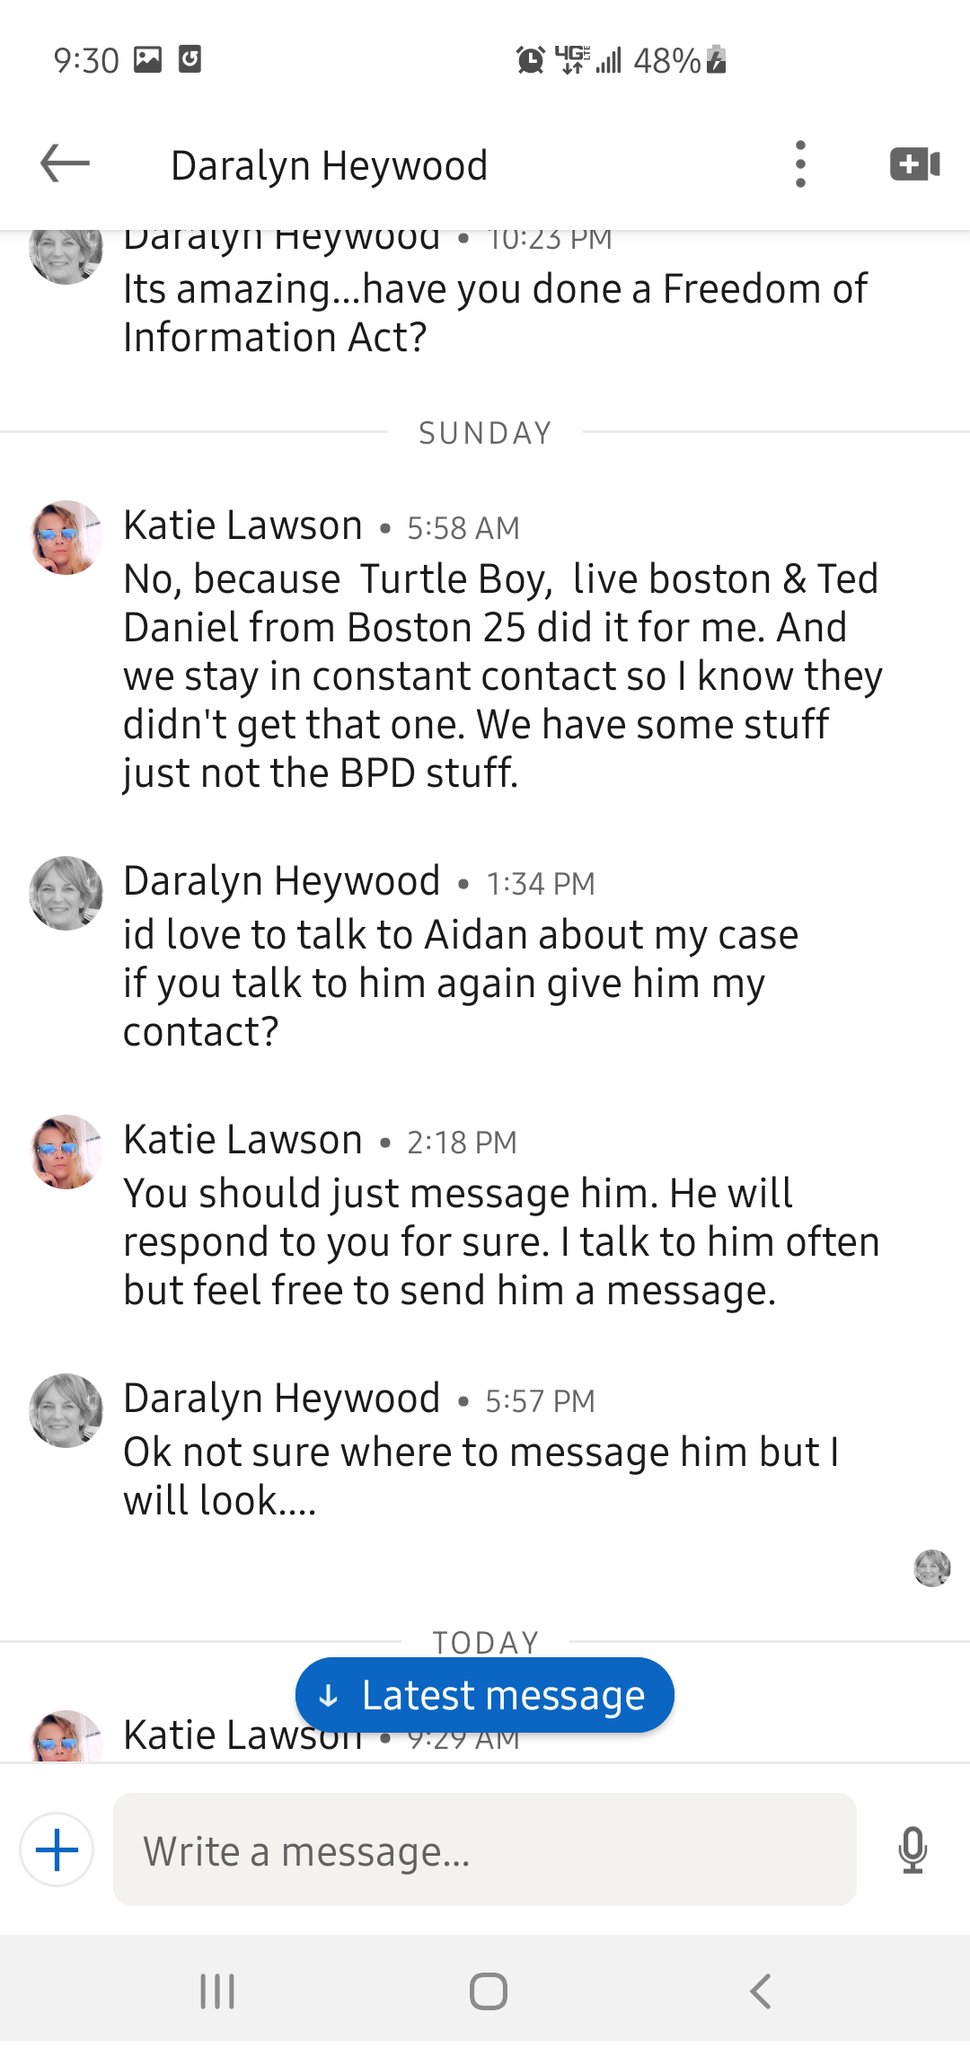 9:30 4G LTE 48%
Daralyn Heywood
Daralyn Heywood • 10:23 PM
Its amazing...have you done a Freedom of
Information Act?
SUNDAY
Katie Lawson • 5:58 AM
No, because  Turtle Boy,  live boston & Ted
Daniel from Boston 25 did it for me. And
we stay in constant contact so I know they
didn't get that one. We have some stuff
just not the BPD stuff.
Daralyn Heywood • 1:34 PM
id love to talk to Aidan about my case
if you talk to him again give him my
contact?
Katie Lawson • 2:18 PM
You should just message him. He will
respond to you for sure. I talk to him often
but feel free to send him a message.
Daralyn Heywood • 5:57 PM
Ok not sure where to message him but I
will look....
TODAY
↓ Latest message
Katie Lawson • 9:29 AM
Write a message...